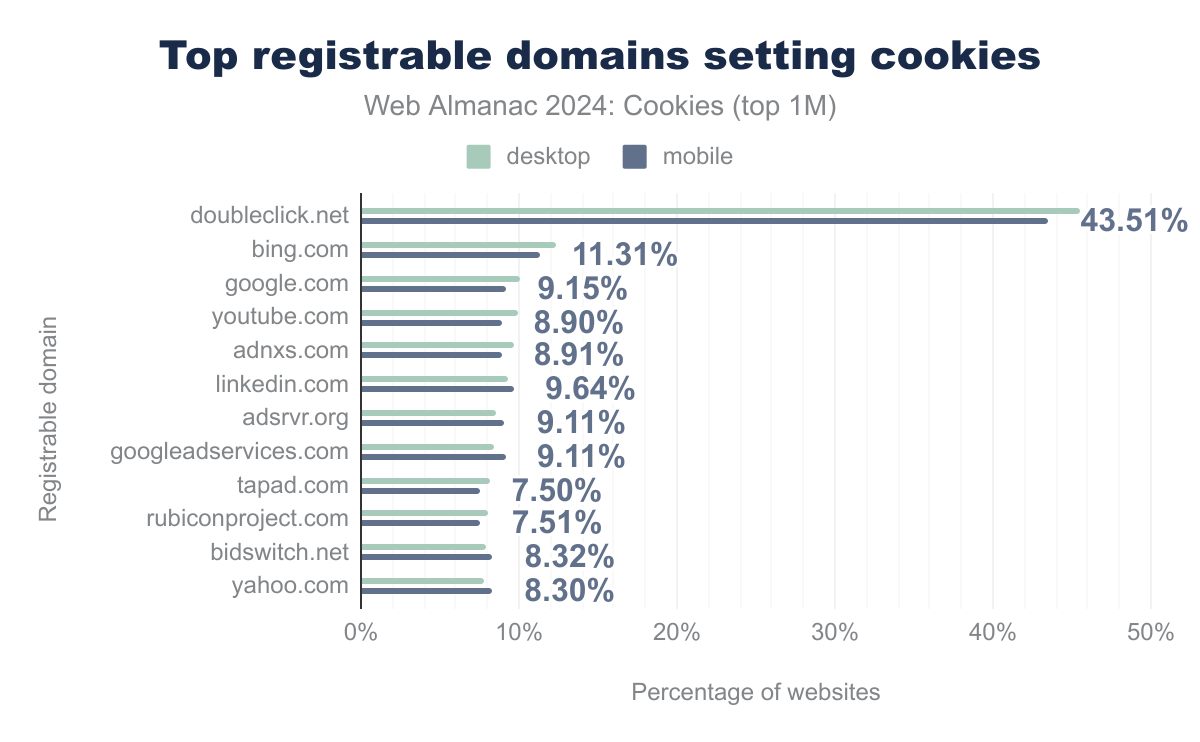 Top registrable domains setting cookies
Web Almanac 2024: Cookies (top 1M)
desktop mobile
Registrable domain
doubleclick.net 43.51%
bing.com 11.31%
google.com 9.15%
youtube.com 8.90%
adnxs.com 8.91%
linkedin.com 9.64%
adsrvr.org 9.11%
googleadservices.com 9.11%
tapad.com 7.50%
rubiconproject.com 7.51%
bidswitch.net 8.32%
yahoo.com 8.30%
0% 10% 20% 30% 40% 50%
Percentage of websites